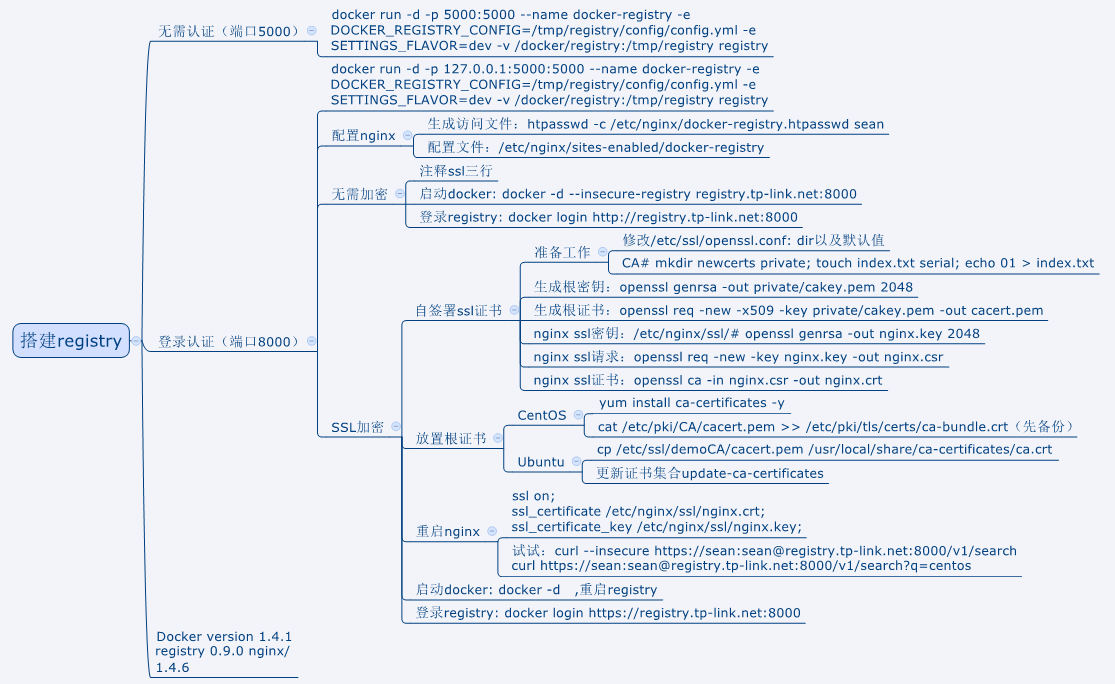 搭建registry
无需认证（端口5000）
docker run -d -p 5000:5000 --name docker-registry -e
DOCKER_REGISTRY_CONFIG=/tmp/registry/config/config.yml -e
SETTINGS_FLAVOR=dev -v /docker/registry:/tmp/registry registry
登录认证（端口8000）
docker run -d -p 127.0.0.1:5000:5000 --name docker-registry -e
DOCKER_REGISTRY_CONFIG=/tmp/registry/config/config.yml -e
SETTINGS_FLAVOR=dev -v /docker/registry:/tmp/registry registry
配置nginx
生成访问文件：htpasswd -c /etc/nginx/docker-registry.htpasswd sean
配置文件：/etc/nginx/sites-enabled/docker-registry
无需加密
注释ssl三行
启动docker: docker -d --insecure-registry registry.tp-link.net:8000
登录registry: docker login http://registry.tp-link.net:8000
SSL加密
自签署ssl证书
准备工作
修改/etc/ssl/openssl.conf: dir以及默认值
CA# mkdir newcerts private; touch index.txt serial; echo 01 > index.txt
生成根密钥：openssl genrsa -out private/cakey.pem 2048
生成根证书：openssl req -new -x509 -key private/cakey.pem -out cacert.pem
nginx ssl密钥：/etc/nginx/ssl/# openssl genrsa -out nginx.key 2048
nginx ssl请求：openssl req -new -key nginx.key -out nginx.csr
nginx ssl证书：openssl ca -in nginx.csr -out nginx.crt
放置根证书
CentOS
yum install ca-certificates -y
cat /etc/pki/CA/cacert.pem >> /etc/pki/tls/certs/ca-bundle.crt（先备份）
Ubuntu
cp /etc/ssl/demoCA/cacert.pem /usr/local/share/ca-certificates/ca.crt
更新证书集合update-ca-certificates
重启nginx
ssl on;
ssl_certificate /etc/nginx/ssl/nginx.crt;
ssl_certificate_key /etc/nginx/ssl/nginx.key;
试试：curl --insecure https://sean:sean@registry.tp-link.net:8000/v1/search
curl https://sean:sean@registry.tp-link.net:8000/v1/search?q=centos
启动docker: docker -d ,重启registry
登录registry: docker login https://registry.tp-link.net:8000
Docker version 1.4.1
registry 0.9.0 nginx/
1.4.6